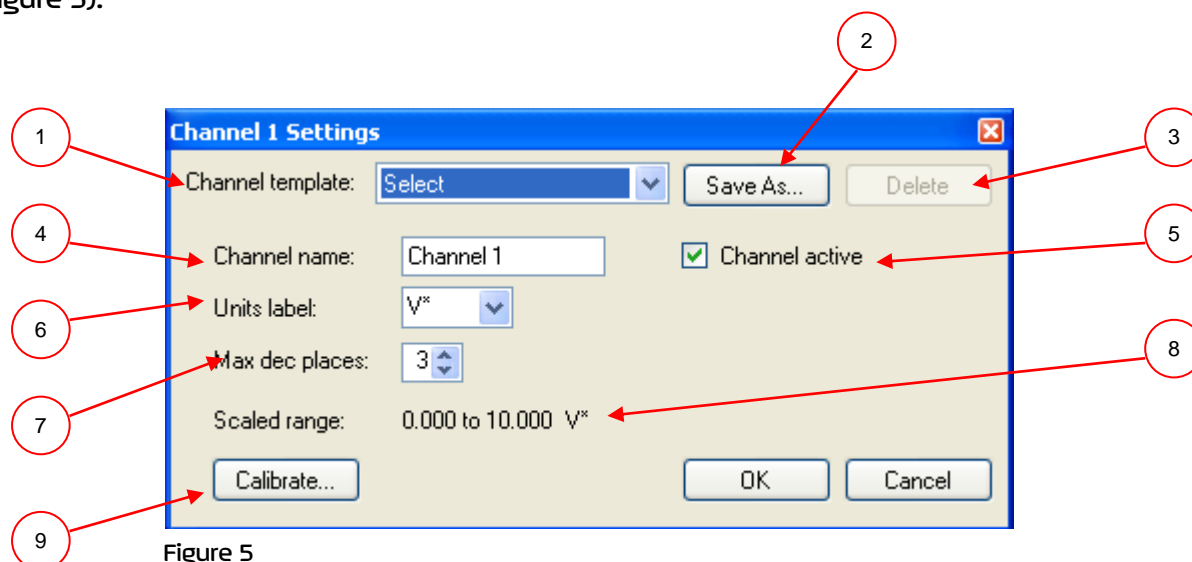 igure 5).
2
Channel 1 Settings
1
3
Channel template: Select Save As... Delete
4
5
Channel name: Channel 1 Channel active
Units label: V*
6
8
Max dec places: 3
7
Scaled range: 0.000 to 10.000 V*
Calibrate... OK Cancel
9
Figure 5